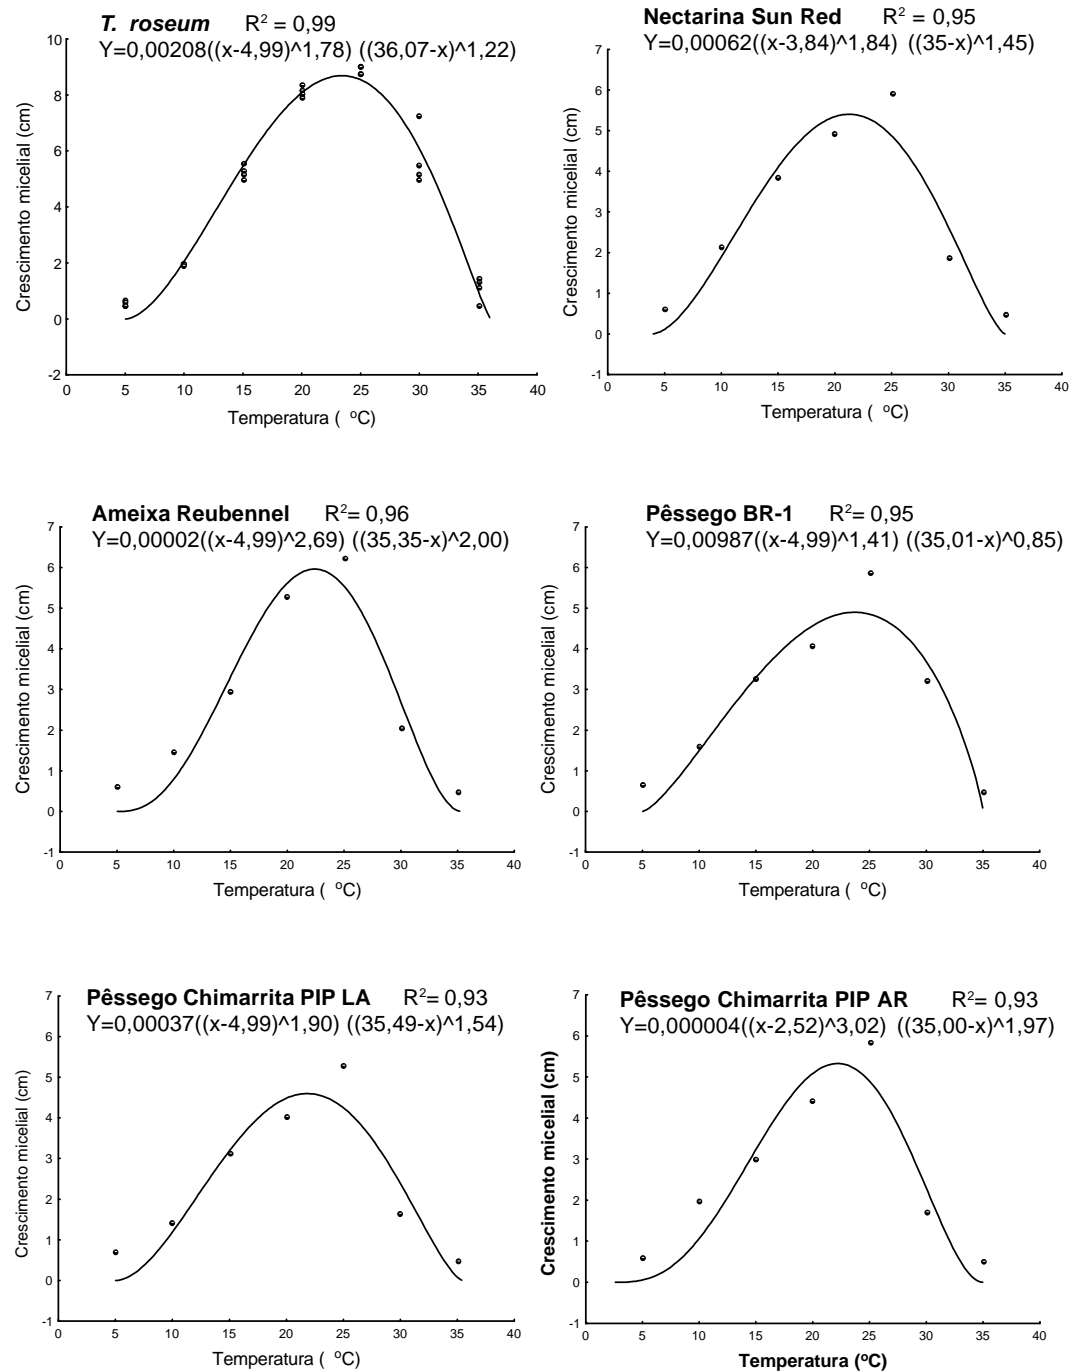 T. roseum R² = 0,99
Y=0,00208((x-4,99)^1,78) ((36,07-x)^1,22)
10
8
6
4
2
0
-2
Crescimento micelial (cm)
0 5 10 15 20 25 30 35 40
Temperatura ( ºC)
Nectarina Sun Red R² = 0,95
Y=0,00062((x-3,84)^1,84) ((35-x)^1,45)
7
6
5
4
3
2
1
0
-1
Crescimento micelial (cm)
0 5 10 15 20 25 30 35 40
Temperatura ( ºC)
Ameixa Reubennel R²= 0,96
Y=0,00002((x-4,99)^2,69) ((35,35-x)^2,00)
7
6
5
4
3
2
1
0
-1
Crescimento micelial (cm)
0 5 10 15 20 25 30 35 40
Temperatura ( ºC)
Pêssego BR-1 R²= 0,95
Y=0,00987((x-4,99)^1,41) ((35,01-x)^0,85)
7
6
5
4
3
2
1
0
-1
Crescimento micelial (cm)
0 5 10 15 20 25 30 35 40
Temperatura ( ºC)
Pêssego Chimarrita PIP LA R²= 0,93
Y=0,00037((x-4,99)^1,90) ((35,49-x)^1,54)
7
6
5
4
3
2
1
0
-1
Crescimento micelial (cm)
0 5 10 15 20 25 30 35 40
Temperatura ( ºC)
Pêssego Chimarrita PIP AR R²= 0,93
Y=0,000004((x-2,52)^3,02) ((35,00-x)^1,97)
7
6
5
4
3
2
1
0
-1
Crescimento micelial (cm)
0 5 10 15 20 25 30 35 40
Temperatura (ºC)